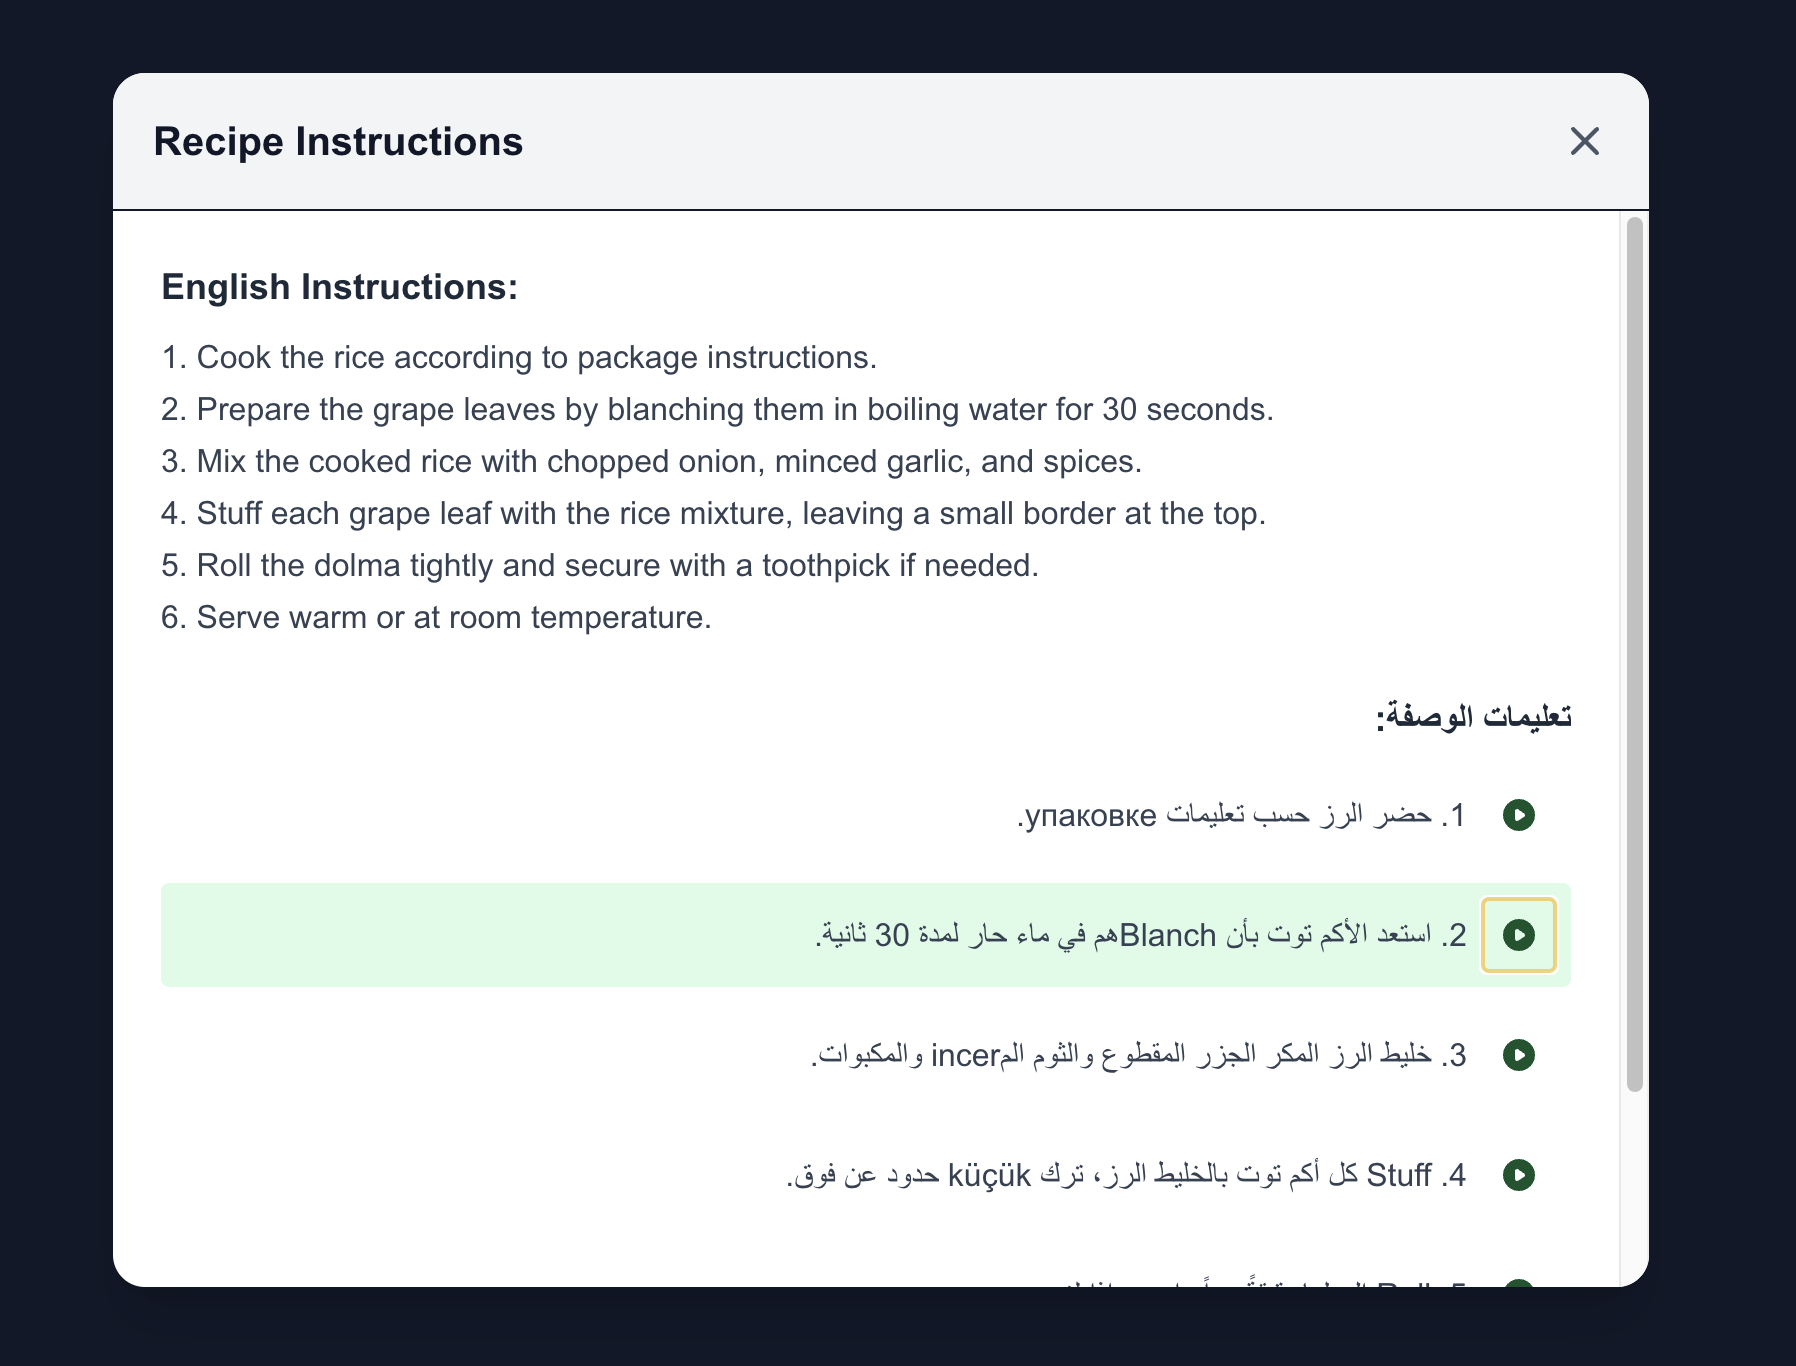 Recipe Instructions
English Instructions:
1. Cook the rice according to package instructions.
2. Prepare the grape leaves by blanching them in boiling water for 30 seconds.
3. Mix the cooked rice with chopped onion, minced garlic, and spices.
4. Stuff each grape leaf with the rice mixture, leaving a small border at the top.
5. Roll the dolma tightly and secure with a toothpick if needed.
6. Serve warm or at room temperature.
تعليمات الوصفة:
1. حضر الرز حسب تعليمات упаковке.
2. استعد الأكم توت بأن Blanchهم في ماء حار لمدة 30 ثانية.
3. خليط الرز المكر الجزر المقطوع والثوم المincer والمكبوات.
4. Stuff كل أكم توت بالخليط الرز، ترك küçük حدود عن فوق.
5. Roll